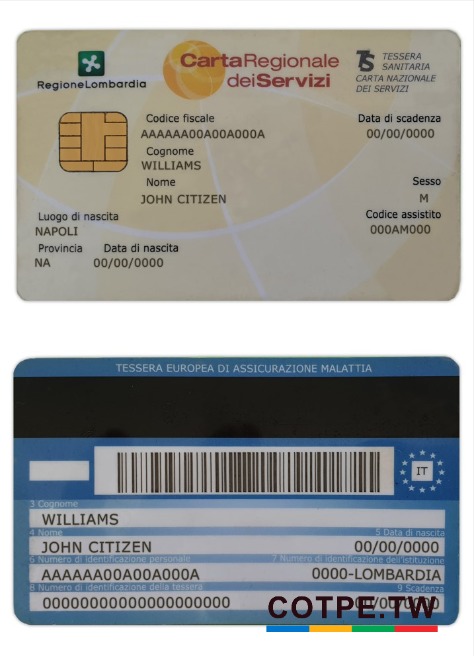 RegioneLombardia
CartaRegionale
deiServizi
TS TESSERA
SANITARIA
CARTA NAZIONALE
DEI SERVIZI
Codice fiscale Data di scadenza
AAAAAA00A00A000A 00/00/0000
Cognome
WILLIAMS
Nome Sesso
JOHN CITIZEN M
Luogo di nascita Codice assistito
NAPOLI 000AM000
Provincia Data di nascita
NA 00/00/0000
TESSERA EUROPEA DI ASSICURAZIONE MALATTIA
IT
3 Cognome
WILLIAMS
4 Nome 5 Data di nascita
JOHN CITIZEN 00/00/0000
6 Numero di identificazione personale 7 Numero di identificazione dell'istituzione
AAAAAA00A00A000A 0000-LOMBARDIA
8 Numero di identificazione della tessera 9 Scadenza
00000000000000000000 00/00/0000
COTPE.TW